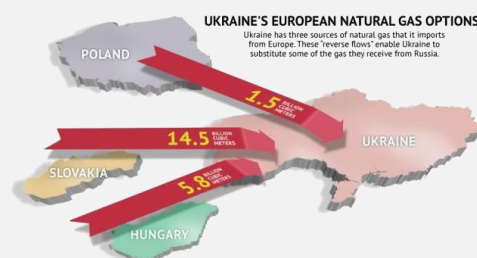 UKRAINE'S EUROPEAN NATURAL GAS OPTIONS
Ukraine has three sources of natural gas that it imports
from Europe. These "reverse flows" enable Ukraine to
substitute some of the gas they receive from Russia.
POLAND
1.5 BILLION
CUBIC
METERS
14.5 BILLION
CUBIC
METERS
UKRAINE
SLOVAKIA
5.8 BILLION
CUBIC
METERS
HUNGARY